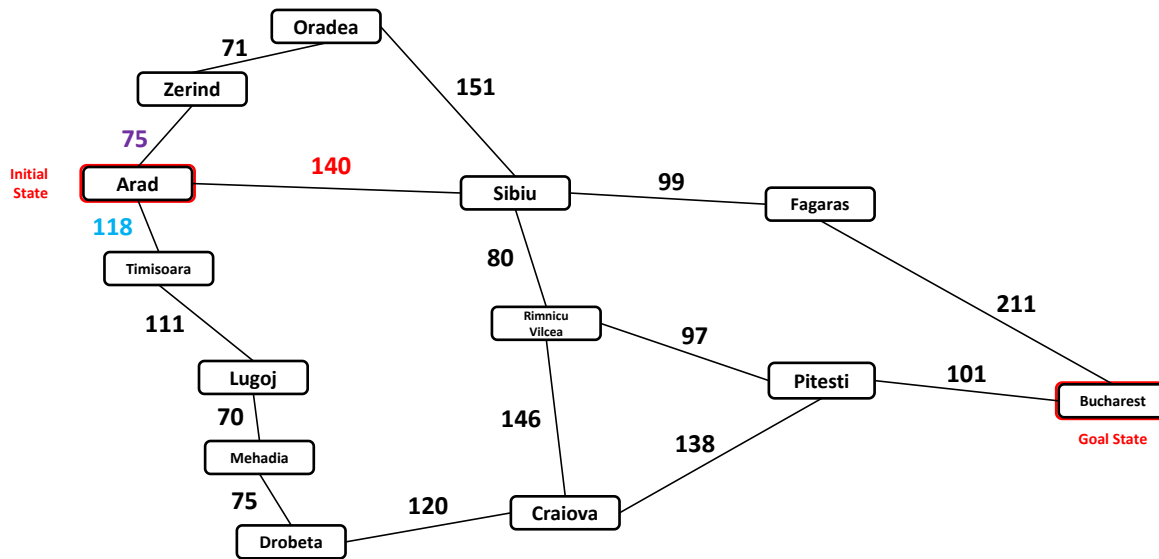 Oradea
71
Zerind
151
75
Initial
State
Arad
140
Sibiu
99
Fagaras
118
80
Timisoara
111
Rimnicu
Vilcea
97
211
Lugoj
Pitesti
101
Bucharest
70
146
138
Goal State
Mehadia
75
120
Craiova
Drobeta